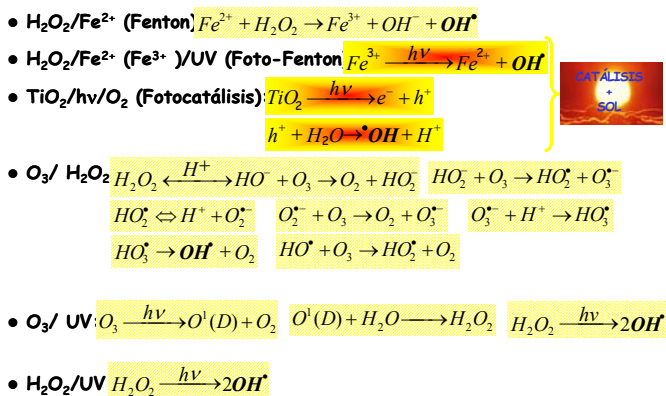 ● H₂O₂/Fe²⁺ (Fenton) Fe²⁺ + H₂O₂ → Fe³⁺ + OH⁻ + OH•
● H₂O₂/Fe²⁺ (Fe³⁺ )/UV (Foto-Fenton) Fe³⁺ —hν→ Fe²⁺ + OH•
● TiO₂/hν/O₂ (Fotocatálisis): TiO₂ —hν→ e⁻ + h⁺
h⁺ + H₂O → •OH + H⁺
CATÁLISIS
+
SOL
● O₃/ H₂O₂ H₂O₂ ←H+→ HO⁻ + O₃ → O₂ + HO₂⁻ HO₂⁻ + O₃ → HO₂• + O₃•⁻
HO₂• ⇔ H⁺ + O₂•⁻ O₂•⁻ + O₃ → O₂ + O₃•⁻ O₃•⁻ + H⁺ → HO₃•
HO₃• → OH• + O₂ HO• + O₃ → HO₂• + O₂
● O₃/ UV: O₃ —hν→ O¹(D) + O₂ O¹(D) + H₂O ⟶ H₂O₂ H₂O₂ —hν→ 2OH•
● H₂O₂/UV H₂O₂ —hν→ 2OH•